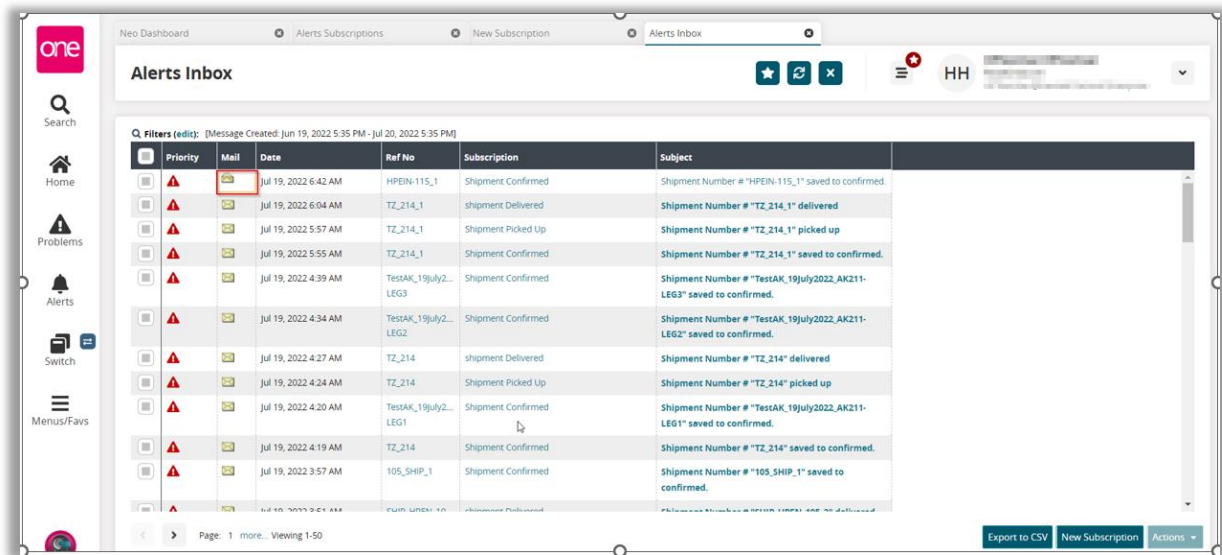 one
Search
Home
Problems
Alerts
Switch
Menus/Favs
Neo Dashboard
Alerts Subscriptions
New Subscription
Alerts Inbox
Alerts Inbox
HH
Filters (edit): [Message Created: Jun 19, 2022 5:35 PM - Jul 20, 2022 5:35 PM]
Priority Mail Date Ref No Subscription Subject
Jul 19, 2022 6:42 AM HPEIN-115_1 Shipment Confirmed Shipment Number # "HPEIN-115_1" saved to confirmed.
Jul 19, 2022 6:04 AM TZ_214_1 shipment Delivered Shipment Number # "TZ_214_1" delivered
Jul 19, 2022 5:57 AM TZ_214_1 Shipment Picked Up Shipment Number # "TZ_214_1" picked up
Jul 19, 2022 5:55 AM TZ_214_1 Shipment Confirmed Shipment Number # "TZ_214_1" saved to confirmed.
Jul 19, 2022 4:39 AM TestAK_19July2... Shipment Confirmed Shipment Number # "TestAK_19July2022_AK211-
LEG3 LEG3" saved to confirmed.
Jul 19, 2022 4:34 AM TestAK_19July2... Shipment Confirmed Shipment Number # "TestAK_19July2022_AK211-
LEG2 LEG2" saved to confirmed.
Jul 19, 2022 4:27 AM TZ_214 shipment Delivered Shipment Number # "TZ_214" delivered
Jul 19, 2022 4:24 AM TZ_214 Shipment Picked Up Shipment Number # "TZ_214" picked up
Jul 19, 2022 4:20 AM TestAK_19July2... Shipment Confirmed Shipment Number # "TestAK_19July2022_AK211-
LEG1 LEG1" saved to confirmed.
Jul 19, 2022 4:19 AM TZ_214 Shipment Confirmed Shipment Number # "TZ_214" saved to confirmed.
Jul 19, 2022 3:57 AM 105_SHIP_1 Shipment Confirmed Shipment Number # "105_SHIP_1" saved to
confirmed.
Jul 19, 2022 3:51 AM shipment Delivered Shipment Number #
Page: 1 more... Viewing 1-50
Export to CSV New Subscription Actions